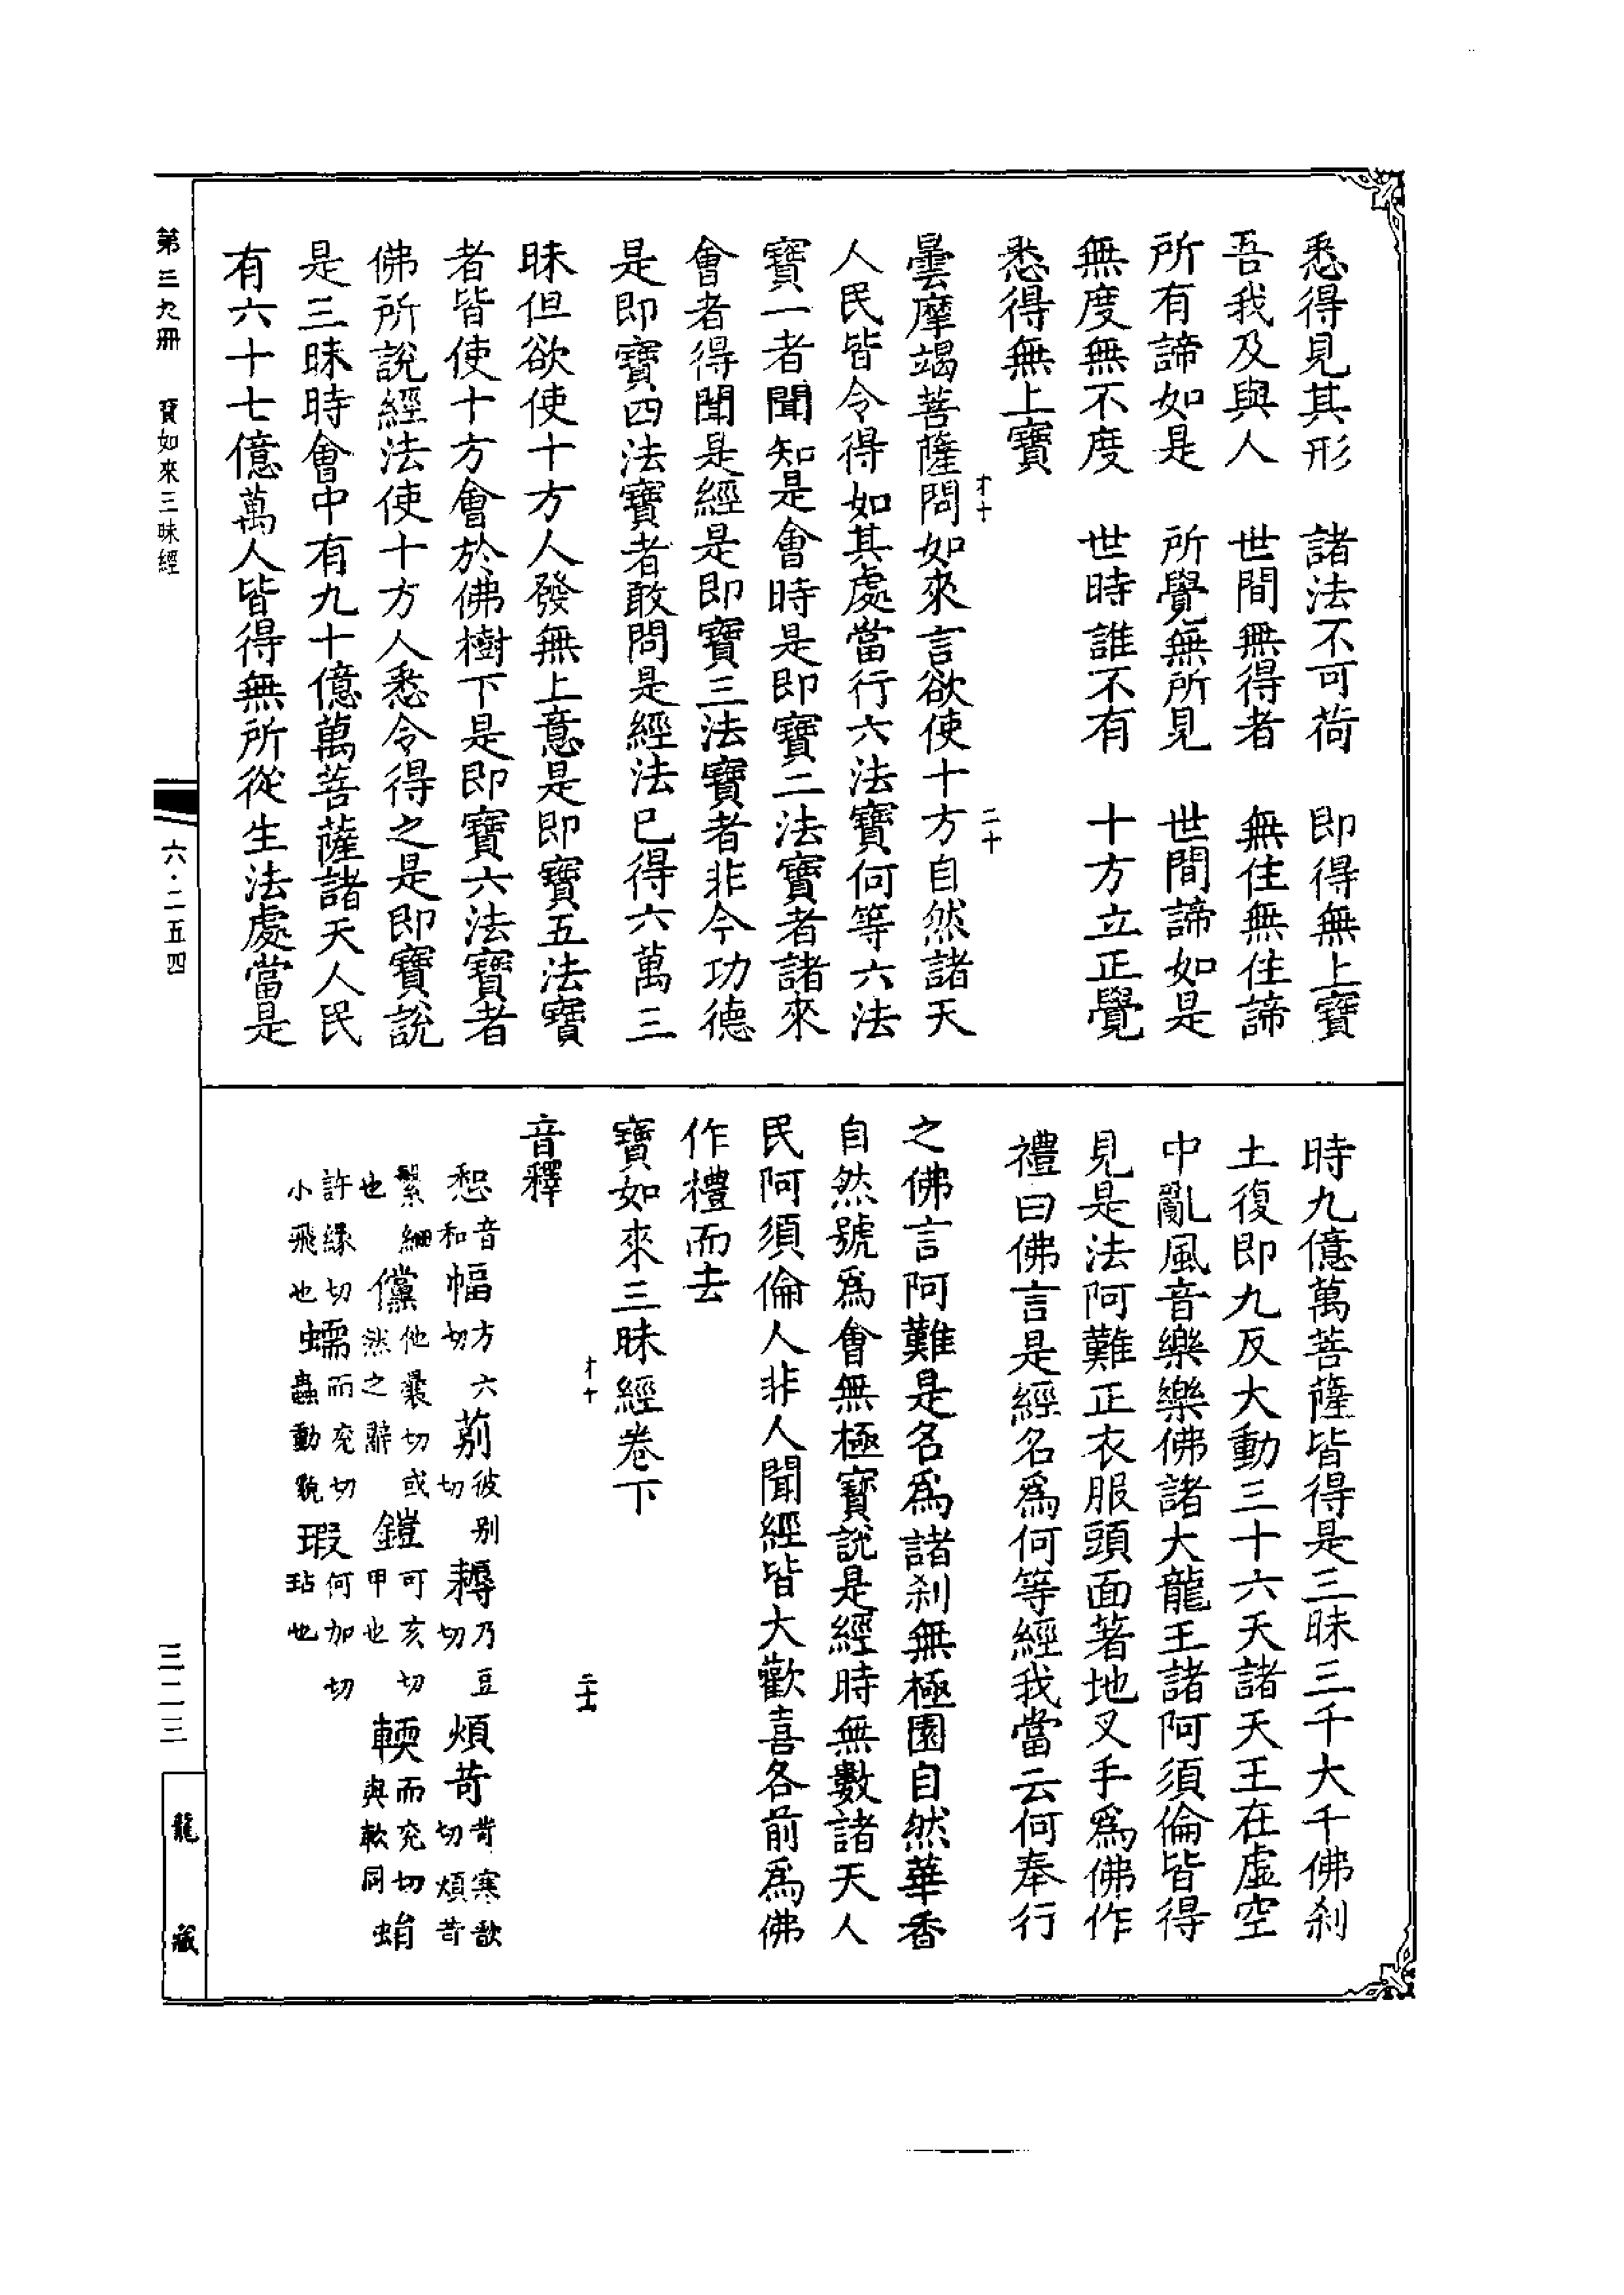 悉得見其形　諸法不可荷　即得無上寶
吾我及與人　世間無得者　無住無住諦
所有諦如是　所覺無所見　世間諦如是
無度無不度　世時誰不有　十方立正覺
悉得無上寶
曇摩竭菩薩問如來言欲使十方自然諸天
人民皆令得如其處當行六法寶何等六法
寶一者聞知是會時是即寶二法寶者諸來
會者得聞是經是即寶三法寶者非今功德
是即寶四法寶者敢問是經法已得六萬三
昧但欲使十方人發無上意是即寶五法寶
者皆使十方會於佛樹下是即寶六法寶者
佛所說經法使十方人悉令得之是即寶說
是三昧時會中有九十億萬菩薩諸天人民
有六十七億萬人皆得無所從生法處當是
時九億萬菩薩皆得是三昧三千大千佛剎
土復即九反大動三十六天諸天王在虛空
中亂風音樂樂佛諸大龍王諸阿須倫皆得
見是法阿難正衣服頭面著地叉手爲佛作
禮曰佛言是經名爲何等經我當云何奉行
之佛言阿難是名爲諸剎無極園自然華香
自然號爲會無極寶說是經時無數諸天人
民阿須倫人非人聞經皆大歡喜各前爲佛
作禮而去
寶如來三昧經卷下
音釋
惒音和 幅方六切 莂彼別切 耨乃豆切 煩苛苛寒歌切煩苛
繁細也 儻他曩切或然之辭 鎧可亥切甲也 輭而兖切與軟同 蜎
許緣切小飛也 蠕而兖切蟲動貌 瑕何加切玷也
第三九冊　寶如來三昧經
六·二五四
三二三
龍藏
才十
二十
才十
二十一